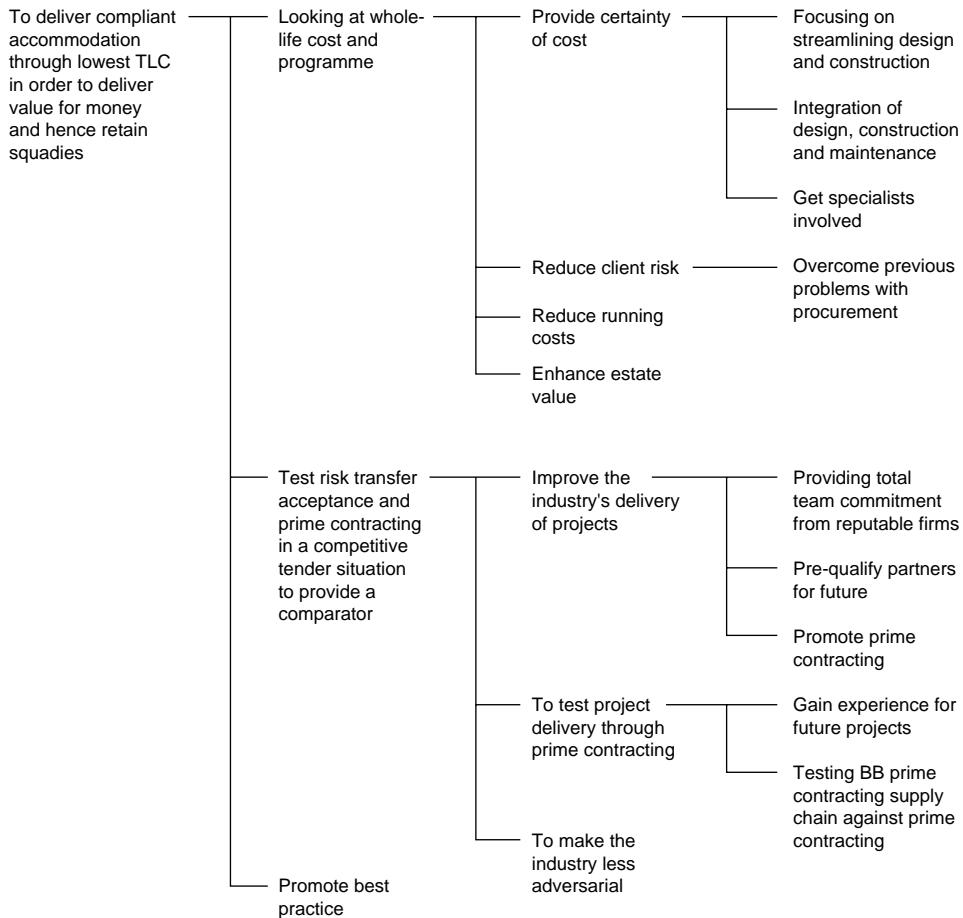 To deliver compliant
accommodation
through lowest TLC
in order to deliver
value for money
and hence retain
squadies
Looking at whole-
life cost and
programme
Provide certainty
of cost
Focusing on
streamlining design
and construction
Integration of
design, construction
and maintenance
Get specialists
involved
Reduce client risk
Overcome previous
problems with
procurement
Reduce running
costs
Enhance estate
value
Test risk transfer
acceptance and
prime contracting
in a competitive
tender situation
to provide a
comparator
Improve the
industry's delivery
of projects
Providing total
team commitment
from reputable firms
Pre-qualify partners
for future
Promote prime
contracting
To test project
delivery through
prime contracting
Gain experience for
future projects
Testing BB prime
contracting supply
chain against prime
contracting
To make the
industry less
adversarial
Promote best
practice